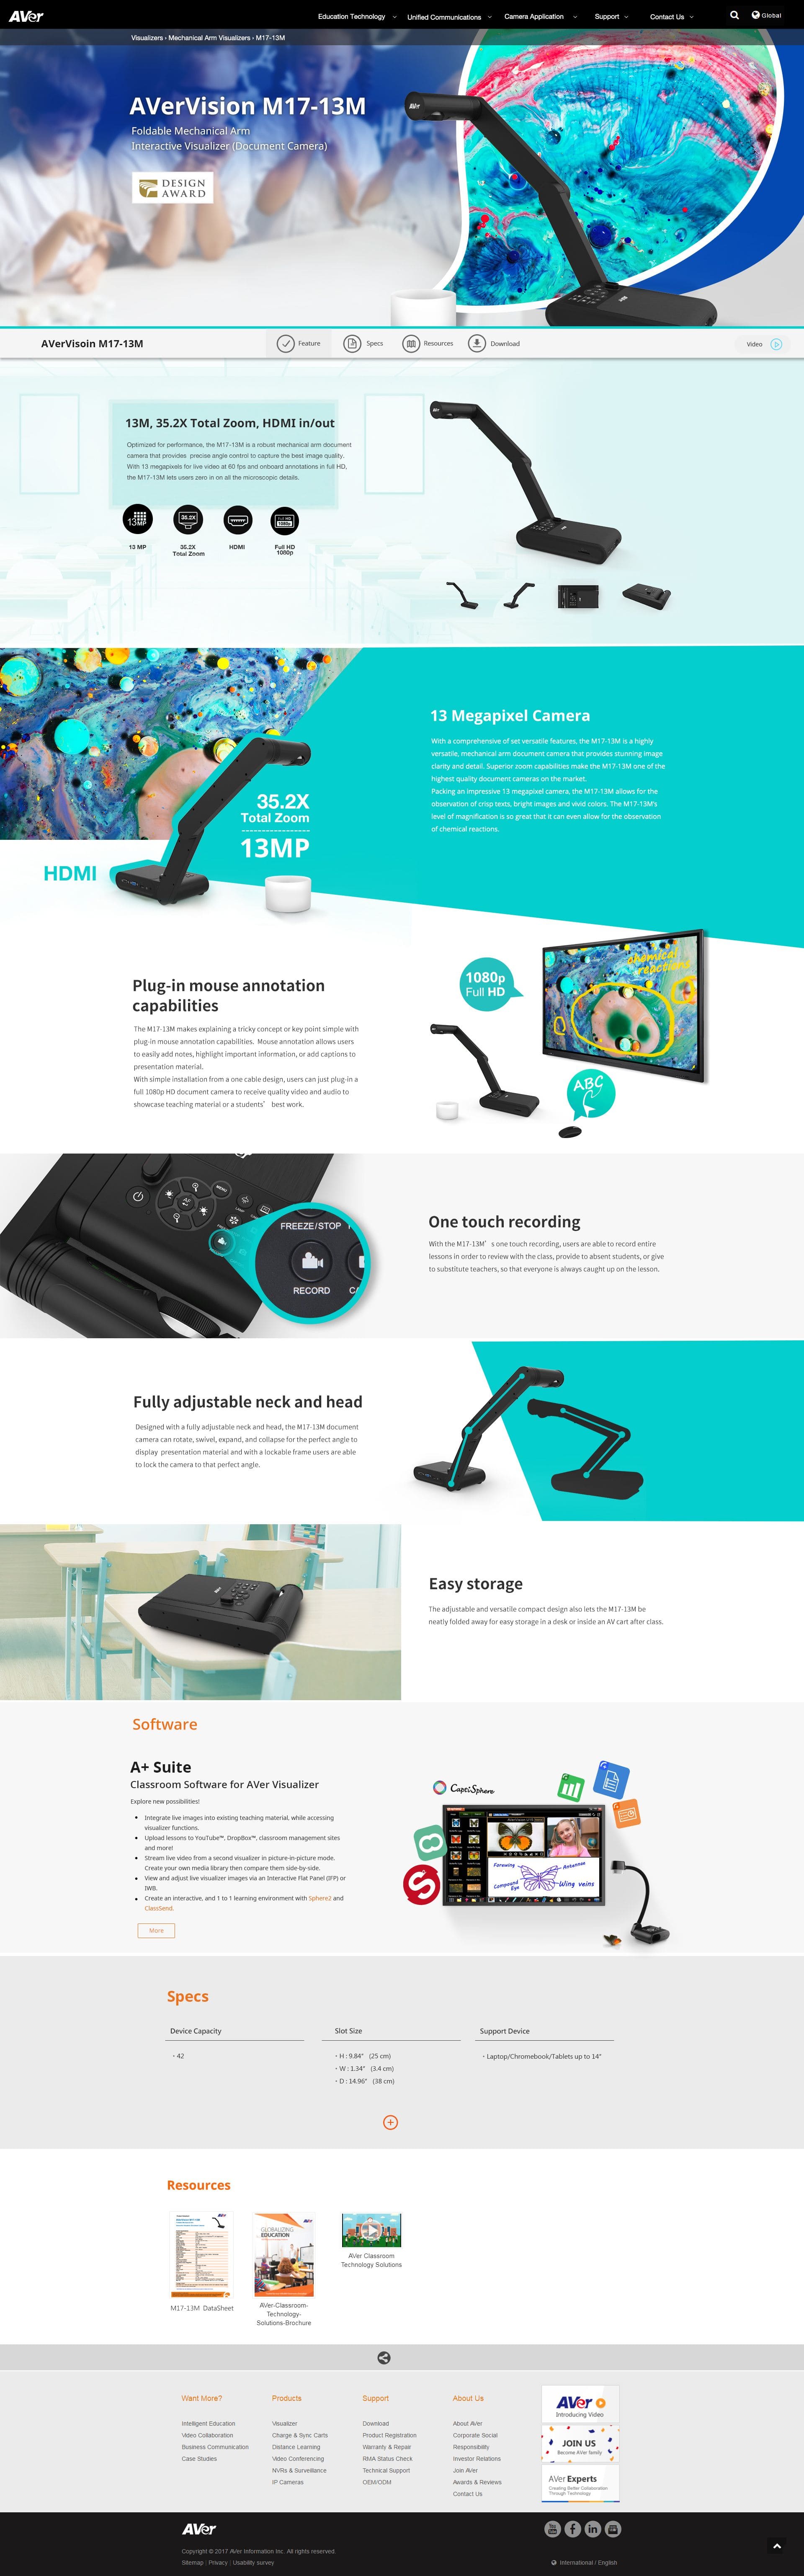 AVer
Education Technology
Unified Communications
Camera Application
Support
Contact Us
Global
Visualizers › Mechanical Arm Visualizers › M17-13M
AVerVision M17-13M
Foldable Mechanical Arm
Interactive Visualizer (Document Camera)
DESIGN
AWARD
AVerVisoin M17-13M
Feature
Specs
Resources
Download
Video
13M, 35.2X Total Zoom, HDMI in/out
Optimized for performance, the M17-13M is a robust mechanical arm document
camera that provides precise angle control to capture the best image quality.
With 13 megapixels for live video at 60 fps and onboard annotations in full HD,
the M17-13M lets users zero in on all the microscopic details.
13MP
35.2X
Full HD
1080p
13 MP
35.2X
Total Zoom
HDMI
Full HD
1080p
13 Megapixel Camera
With a comprehensive of set versatile features, the M17-13M is a highly
versatile, mechanical arm document camera that provides stunning image
clarity and detail. Superior zoom capabilities make the M17-13M one of the
highest quality document cameras on the market.
Packing an impressive 13 megapixel camera, the M17-13M allows for the
observation of crisp texts, bright images and vivid colors. The M17-13M's
level of magnification is so great that it can even allow for the observation
of chemical reactions.
35.2X
Total Zoom
13MP
HDMI
Plug-in mouse annotation
capabilities
The M17-13M makes explaining a tricky concept or key point simple with
plug-in mouse annotation capabilities. Mouse annotation allows users
to easily add notes, highlight important information, or add captions to
presentation material.
With simple installation from a one cable design, users can just plug-in a
full 1080p HD document camera to receive quality video and audio to
showcase teaching material or a students' best work.
1080p
Full HD
chemical
reactions
ABC
MENU
FREEZE/STOP
RECORD
One touch recording
With the M17-13M's one touch recording, users are able to record entire
lessons in order to review with the class, provide to absent students, or give
to substitute teachers, so that everyone is always caught up on the lesson.
Fully adjustable neck and head
Designed with a fully adjustable neck and head, the M17-13M document
camera can rotate, swivel, expand, and collapse for the perfect angle to
display presentation material and with a lockable frame users are able
to lock the camera to that perfect angle.
Easy storage
The adjustable and versatile compact design also lets the M17-13M be
neatly folded away for easy storage in a desk or inside an AV cart after class.
Software
A+ Suite
Classroom Software for AVer Visualizer
Explore new possibilities!
• Integrate live images into existing teaching material, while accessing
visualizer functions.
• Upload lessons to YouTube™, DropBox™, classroom management sites
and more!
• Stream live video from a second visualizer in picture-in-picture mode.
Create your own media library then compare them side-by-side.
• View and adjust live visualizer images via an Interactive Flat Panel (IFP) or
IWB.
• Create an interactive, and 1 to 1 learning environment with Sphere2 and
ClassSend.
More
CaptiSphere
Forewing
Antennae
Compound
Eye
Wing veins
Specs
Device Capacity
• 42
Slot Size
• H : 9.84" (25 cm)
• W : 1.34" (3.4 cm)
• D : 14.96" (38 cm)
Support Device
• Laptop/Chromebook/Tablets up to 14"
Resources
GLOBALIZING
EDUCATION
M17-13M DataSheet
AVer-Classroom-
Technology-
Solutions-Brochure
AVer Classroom
Technology Solutions
Want More?
Intelligent Education
Video Collaboration
Business Communication
Case Studies
Products
Visualizer
Charge & Sync Carts
Distance Learning
Video Conferencing
NVRs & Surveillance
IP Cameras
Support
Download
Product Registration
Warranty & Repair
RMA Status Check
Technical Support
OEM/ODM
About Us
About AVer
Corporate Social
Responsibility
Investor Relations
Join AVer
Awards & Reviews
Contact Us
AVer
Introducing Video
JOIN US
Become AVer family
AVer Experts
Creating Better Collaboration
Through Technology
AVer
Copyright © 2017 AVer Information Inc. All rights reserved.
Sitemap | Privacy | Usability survey
International / English